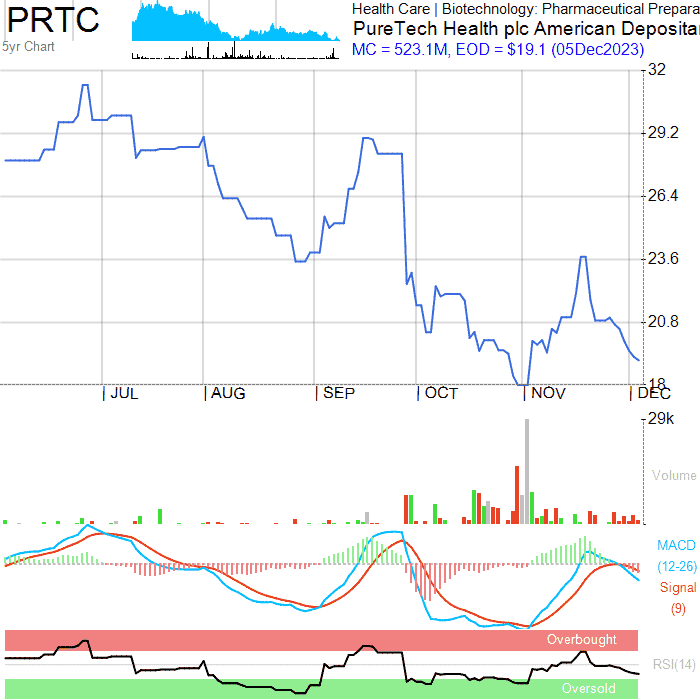 PRTC
5yr Chart
Health Care | Biotechnology: Pharmaceutical Prepara
PureTech Health plc American Depositar
MC = 523.1M, EOD = $19.1 (05Dec2023)
32
29.2
26.4
23.6
20.8
18
| JUL | AUG | SEP | OCT | NOV | DEC
29k
Volume
MACD
(12-26)
Signal
(9)
Overbought
RSI(14)
Oversold